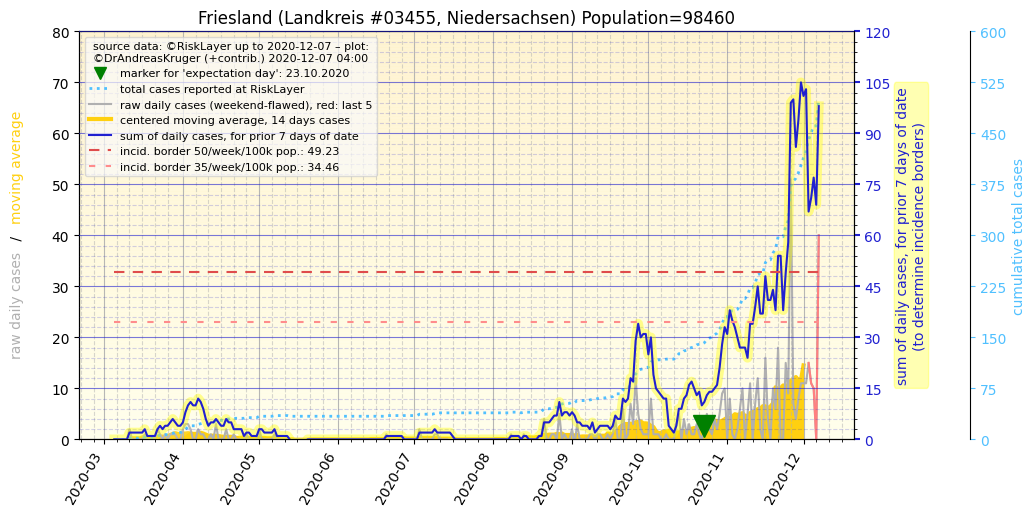 Friesland (Landkreis #03455, Niedersachsen) Population=98460
source data: ©RiskLayer up to 2020-12-07 – plot:
©DrAndreasKruger (+contrib.) 2020-12-07 04:00
marker for 'expectation day': 23.10.2020
total cases reported at RiskLayer
raw daily cases (weekend-flawed), red: last 5
centered moving average, 14 days cases
sum of daily cases, for prior 7 days of date
incid. border 50/week/100k pop.: 49.23
incid. border 35/week/100k pop.: 34.46
raw daily cases / moving average
80
70
60
50
40
30
20
10
0
2020-03
2020-04
2020-05
2020-06
2020-07
2020-08
2020-09
2020-10
2020-11
2020-12
120
105
90
75
60
45
30
15
0
sum of daily cases, for prior 7 days of date
(to determine incidence borders)
600
525
450
375
300
225
150
75
0
cumulative total cases